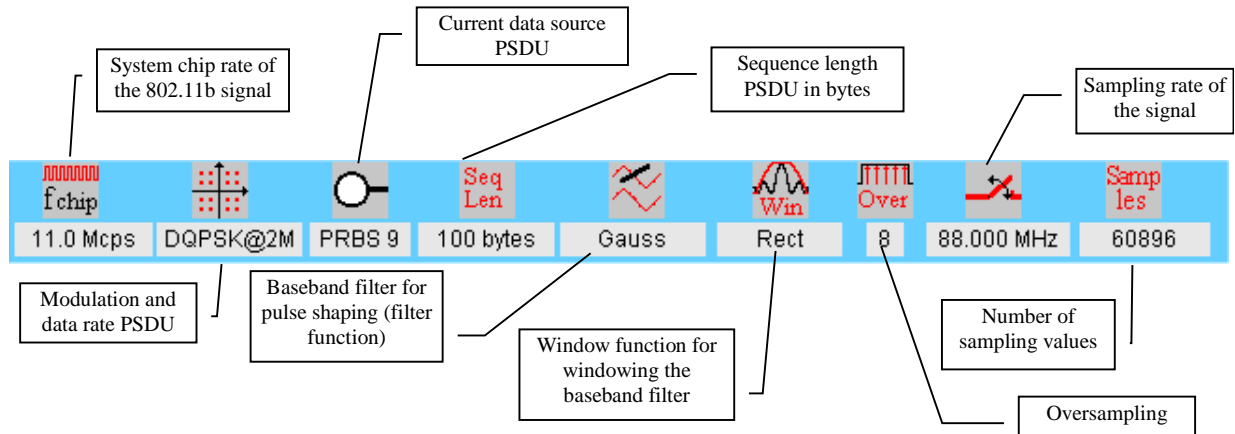 Current data source
PSDU
System chip rate of
the 802.11b signal
Sequence length
PSDU in bytes
Sampling rate of
the signal
fchip
Seq
Len
Win
Over
Samp
les
11.0 Mcps
DQPSK@2M
PRBS 9
100 bytes
Gauss
Rect
8
88.000 MHz
60896
Modulation and
data rate PSDU
Baseband filter for
pulse shaping (filter
function)
Window function for
windowing the
baseband filter
Number of
sampling values
Oversampling